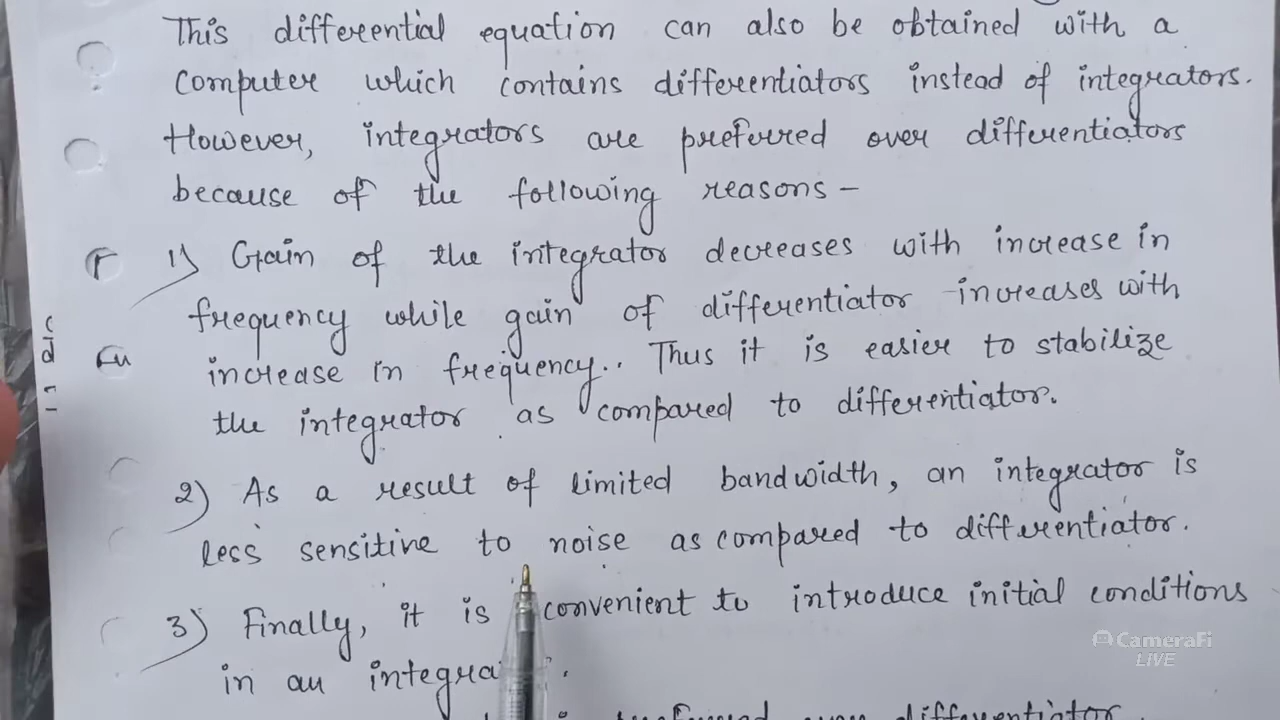 This differential equation can also be obtained with a
computer which contains differentiators instead of integrators.
However, integrators are preferred over differentiators
because of the following reasons –
1) Gain of the integrator decreases with increase in
frequency while gain of differentiator increases with
increase in frequency.. Thus it is easier to stabilize
the integrator as compared to differentiator.
2) As a result of limited bandwidth, an integrator is
less sensitive to noise as compared to differentiator.
3) Finally, it is convenient to introduce initial conditions
in an
preferred over differentiator.
CameraFi
LIVE